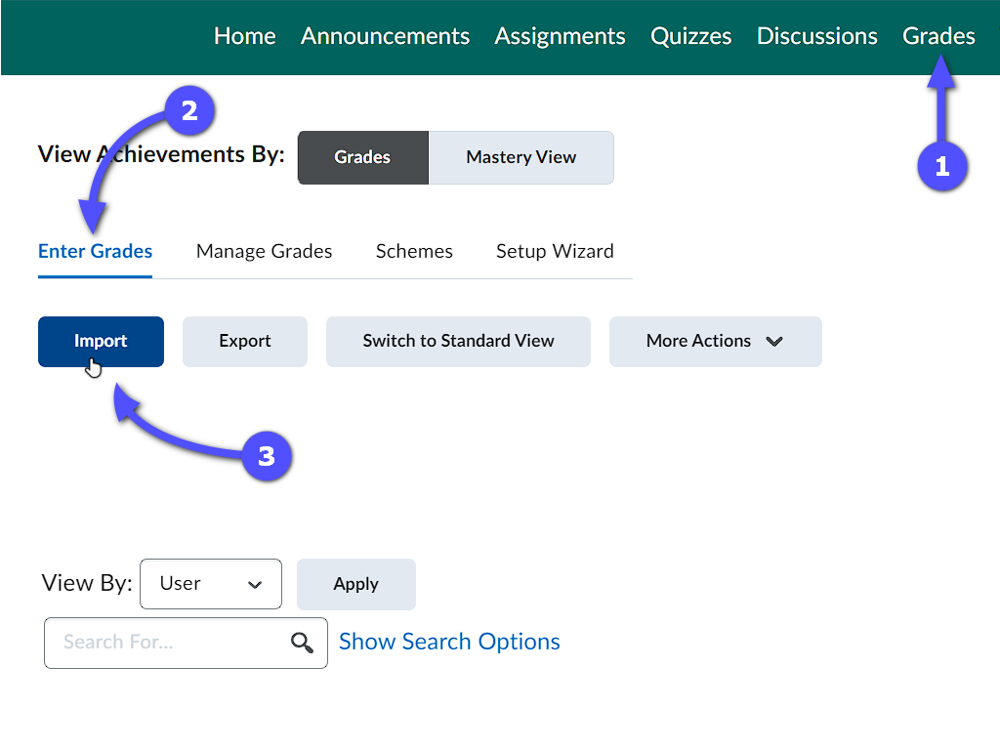 Home Announcements Assignments Quizzes Discussions Grades
2
1
View Achievements By: Grades Mastery View
Enter Grades Manage Grades Schemes Setup Wizard
Import Export Switch to Standard View More Actions
3
View By: User Apply
Search For... Show Search Options